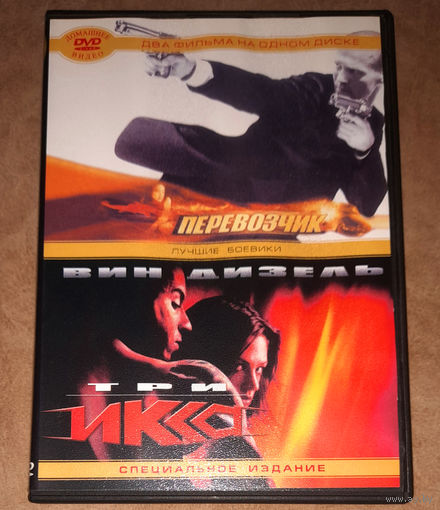 ДОМАШНЕЕ
DVD
ВИДЕО
ДВА ФИЛЬМА НА ОДНОМ ДИСКЕ
ПЕРЕВОЗЧИК
ЛУЧШИЕ БОЕВИКИ
ВИН ДИЗЕЛЬ
ТРИ
ИКСА
СПЕЦИАЛЬНОЕ ИЗДАНИЕ